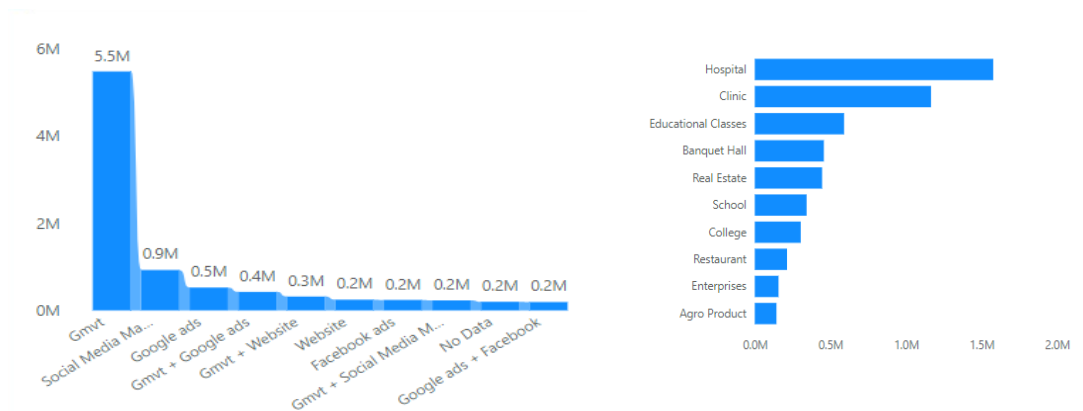 6M
5.5M
4M
2M
0.9M
0.5M
0.4M
0.3M
0.2M
0.2M
0.2M
0.2M
0.2M
0M
Gmvt
Social Media Ma...
Google ads
Gmvt + Google ads
Gmvt + Website
Website
Facebook ads
Gmvt + Social Media M...
No Data
Google ads + Facebook
Hospital
Clinic
Educational Classes
Banquet Hall
Real Estate
School
College
Restaurant
Enterprises
Agro Product
0.0M 0.5M 1.0M 1.5M 2.0M